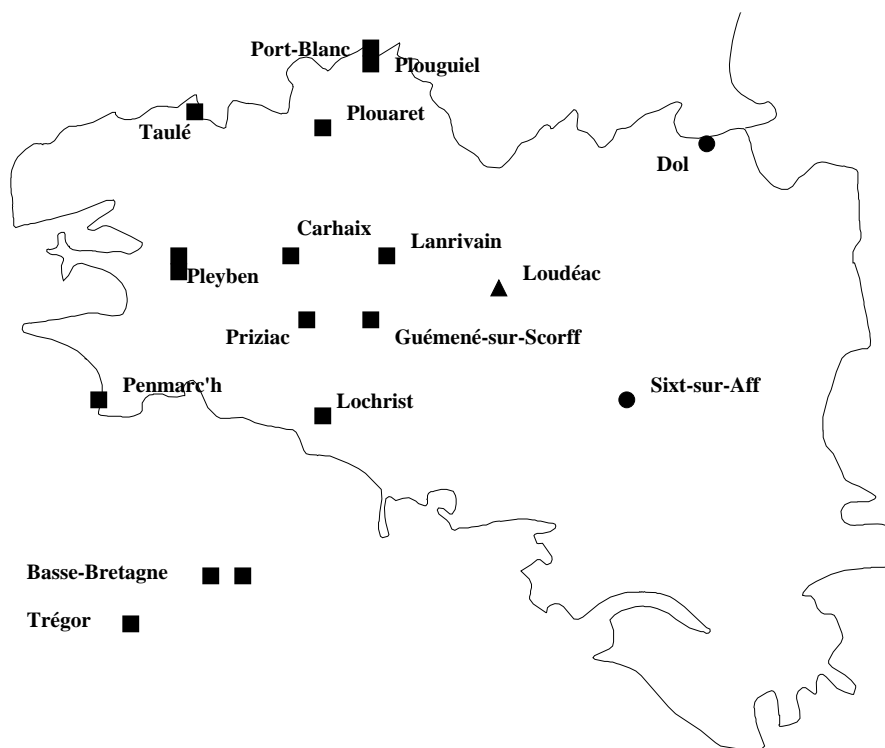 Port-Blanc
Plouguiel
Plouaret
Taulé
Dol
Carhaix
Lanrivain
Pleyben
Loudéac
Priziac
Guémené-sur-Scorff
Penmarc'h
Lochrist
Sixt-sur-Aff
Basse-Bretagne
Trégor